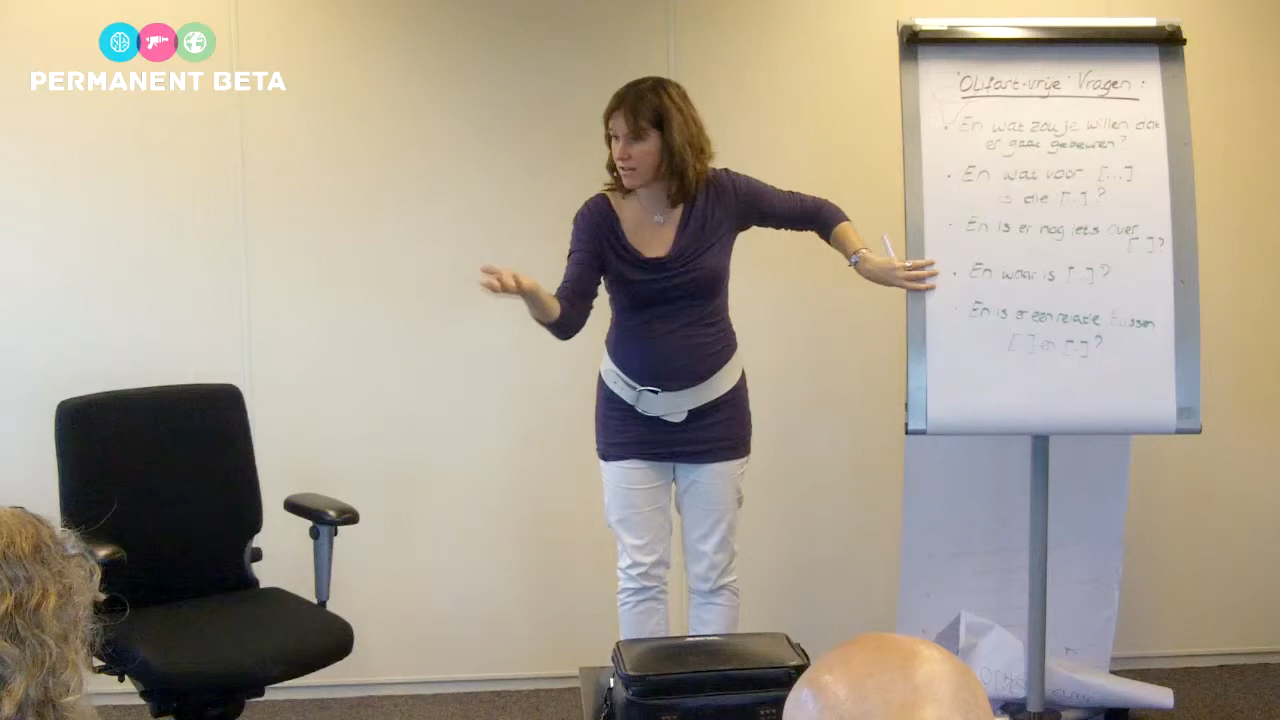 PERMANENT BETA
'Olifant-vrije' Vragen:
• En wat zou je willen dat
er gaat gebeuren?
• En wat voor [...]
is die [..]?
• En is er nog iets over
[ ]?
• En waar is [..]?
• En is er een relatie tussen
[ ] en [..]?